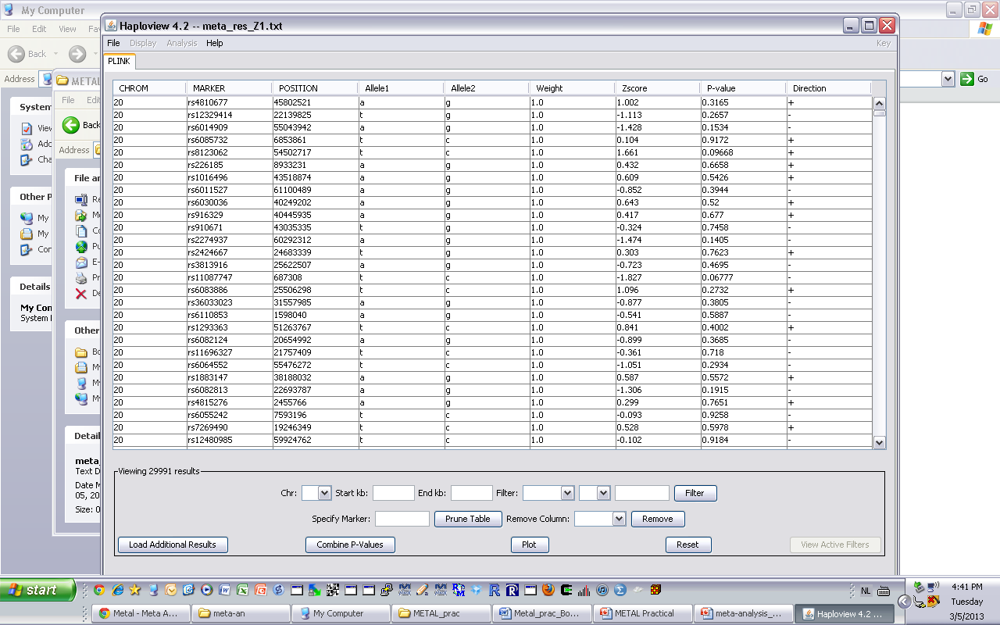 My Computer
File Edit View Fav
Back
Address
Go
System
View
Add
Cha
Other P
My
My
Con
Details
My Com
System
METAL
File Edit
Back
Address
File an
Re
Mo
Co
Pu
E-
Pr
De
Other
My
My
My
Detail
meta_
Text D
Date M
05, 20
Size: 0
Haploview 4.2 -- meta_res_Z1.txt
File Display Analysis Help Key
PLINK
CHROM MARKER POSITION Allele1 Allele2 Weight Zscore P-value Direction
20 rs4810677 45802521 a g 1.0 1.002 0.3165 +
20 rs12329414 22139825 t g 1.0 -1.113 0.2657 -
20 rs6014909 55043942 a g 1.0 -1.428 0.1534 -
20 rs6085732 6853861 t c 1.0 0.104 0.9172 +
20 rs8123062 54502717 t c 1.0 1.661 0.09668 +
20 rs226185 8933231 a g 1.0 0.432 0.6658 +
20 rs1016496 43518874 a g 1.0 0.609 0.5426 +
20 rs6011527 61100489 a g 1.0 -0.852 0.3944 -
20 rs6030036 40249202 a g 1.0 0.643 0.52 +
20 rs916329 40445935 a g 1.0 0.417 0.677 +
20 rs910671 43035335 t g 1.0 -0.324 0.7458 -
20 rs2274937 60292312 a g 1.0 -1.474 0.1405 -
20 rs2424667 24683339 t g 1.0 0.303 0.7623 +
20 rs3813916 25622507 a g 1.0 -0.723 0.4695 -
20 rs11087747 687308 t c 1.0 -1.827 0.06777 -
20 rs6083886 25506298 t c 1.0 1.096 0.2732 +
20 rs36033023 31557985 a g 1.0 -0.877 0.3805 -
20 rs6110853 1598040 a g 1.0 -0.541 0.5887 -
20 rs1293363 51263767 t c 1.0 0.841 0.4002 +
20 rs6082124 20654992 a g 1.0 -0.899 0.3685 -
20 rs11696327 21757409 t c 1.0 -0.361 0.718 -
20 rs6064552 55476272 t c 1.0 -1.051 0.2934 -
20 rs1883147 38188032 a g 1.0 0.587 0.5572 +
20 rs6082813 22693787 a g 1.0 -1.306 0.1915 -
20 rs4815276 2455766 a g 1.0 0.299 0.7651 +
20 rs6055242 7593196 t c 1.0 -0.093 0.9258 -
20 rs7269490 19246349 t c 1.0 0.528 0.5978 +
20 rs12480985 59924762 t c 1.0 -0.102 0.9184 -
Viewing 29991 results
Chr: Start kb: End kb: Filter: Filter
Specify Marker: Prune Table Remove Column: Remove
Load Additional Results Combine P-Values Plot Reset View Active Filters
start NL 4:41 PM
Tuesday
3/5/2013
Metal - Meta A... meta-an My Computer METAL_prac Metal_prac_Bo... METAL Practical meta-analysis_... Haploview 4.2 ...